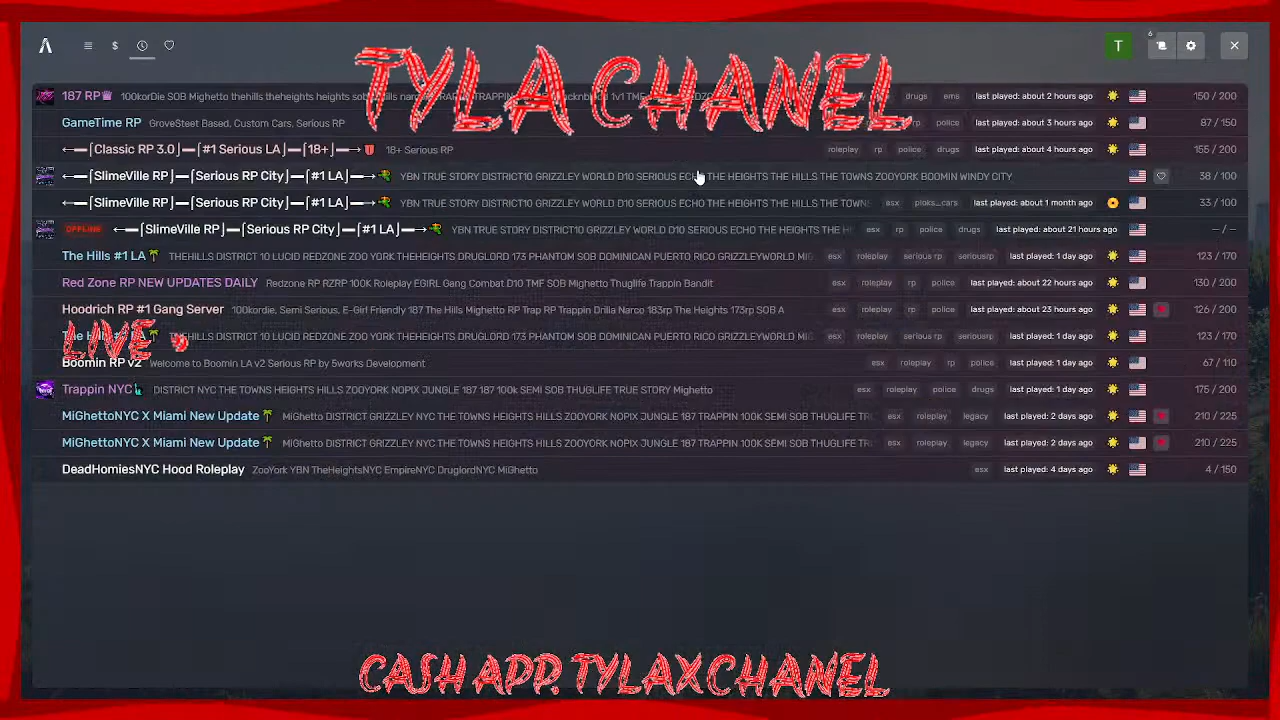 TYLA CHANEL
$
6
T
187 RP 100korDie SOB Mighetto thehills theheights heights drugs ems last played: about 2 hours ago 150 / 200
GameTime RP GroveSteet Based, Custom Cars, Serious RP rp police last played: about 3 hours ago 87 / 150
[Classic RP 3.0]—[#1 Serious LA]—[18+] 18+ Serious RP roleplay rp police drugs last played: about 4 hours ago 155 / 200
[SlimeVille RP]—[Serious RP City]—[#1 LA] YBN TRUE STORY DISTRICT10 GRIZZLEY WORLD D10 SERIOUS ECHO THE HEIGHTS THE HILLS THE TOWNS ZOOYORK BOOMIN WINDY CITY 38 / 100
[SlimeVille RP]—[Serious RP City]—[#1 LA] YBN TRUE STORY DISTRICT10 GRIZZLEY WORLD D10 SERIOUS ECHO THE HEIGHTS THE HILLS THE TOWNS esx ploks_cars last played: about 1 month ago 33 / 100
OFFLINE [SlimeVille RP]—[Serious RP City]—[#1 LA] YBN TRUE STORY DISTRICT10 GRIZZLEY WORLD D10 SERIOUS ECHO THE HEIGHTS THE H esx rp police drugs last played: about 21 hours ago – / –
The Hills #1 LA THEHILLS DISTRICT 10 LUCID REDZONE ZOO YORK THEHEIGHTS DRUGLORD 173 PHANTOM SOB DOMINICAN PUERTO RICO GRIZZLEYWORLD MI esx roleplay serious rp seriousrp last played: 1 day ago 123 / 170
Red Zone RP NEW UPDATES DAILY Redzone RP RZRP 100K Roleplay EGIRL Gang Combat D10 TMF SOB Mighetto Thuglife Trappin Bandit esx roleplay rp police last played: about 22 hours ago 130 / 200
Hoodrich RP #1 Gang Server 100kordie, Semi Serious, E-Girl Friendly 187 The Hills Mighetto RP Trap RP Trappin Drilla Narco 183rp The Heights 173rp SOB A esx roleplay rp police last played: about 23 hours ago 126 / 200
LIVE
HILLS DISTRICT 10 LUCID REDZONE ZOO YORK THEHEIGHTS DRUGLORD 173 PHANTOM SOB DOMINICAN PUERTO RICO GRIZZLEYWORLD MI esx roleplay serious rp seriousrp last played: 1 day ago 123 / 170
Boomin RP v2 Welcome to Boomin LA v2 Serious RP by 5works Development esx roleplay rp police last played: 1 day ago 67 / 110
Trappin NYC DISTRICT NYC THE TOWNS HEIGHTS HILLS ZOOYORK NOPIX JUNGLE 187 187 100k SEMI SOB THUGLIFE TRUE STORY Mighetto esx roleplay police drugs last played: 1 day ago 175 / 200
MiGhettoNYC X Miami New Update MiGhetto DISTRICT GRIZZLEY NYC THE TOWNS HEIGHTS HILLS ZOOYORK NOPIX JUNGLE 187 TRAPPIN 100K SEMI SOB THUGLIFE TR esx roleplay legacy last played: 2 days ago 210 / 225
MiGhettoNYC X Miami New Update MiGhetto DISTRICT GRIZZLEY NYC THE TOWNS HEIGHTS HILLS ZOOYORK NOPIX JUNGLE 187 TRAPPIN 100K SEMI SOB THUGLIFE TR esx roleplay legacy last played: 2 days ago 210 / 225
DeadHomiesNYC Hood Roleplay ZooYork YBN TheHeightsNYC EmpireNYC DruglordNYC MiGhetto esx last played: 4 days ago 4 / 150
CASH APP. TYLAXCHANEL